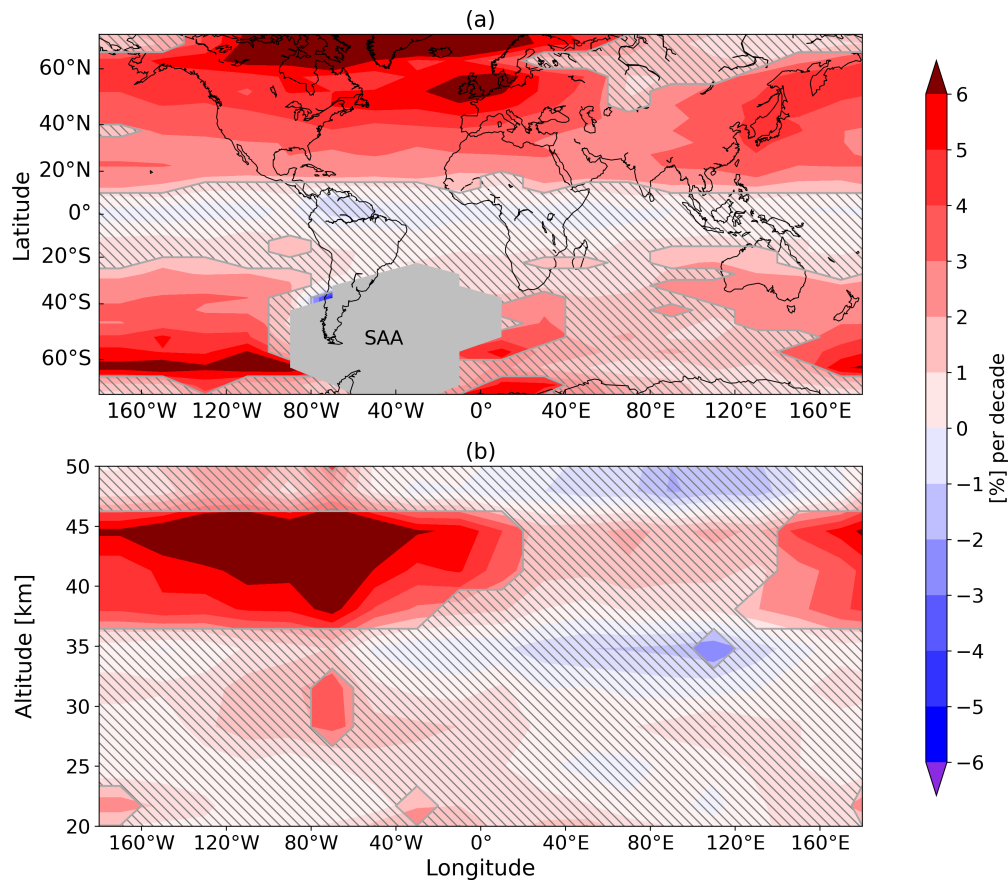 (a)
60°N
40°N
20°N
0°
20°S
40°S
60°S
Latitude
SAA
160°W 120°W 80°W 40°W 0° 40°E 80°E 120°E 160°E
(b)
50
45
40
35
30
25
20
Altitude [km]
160°W 120°W 80°W 40°W 0° 40°E 80°E 120°E 160°E
Longitude
6
5
4
3
2
1
0
−1
−2
−3
−4
−5
−6
[%] per decade